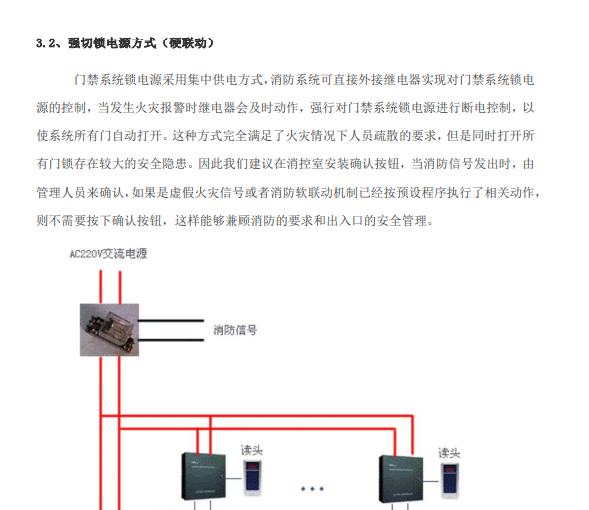 3.2、强切锁电源方式（硬联动）
门禁系统锁电源采用集中供电方式，消防系统可直接外接继电器实现对门禁系统锁电
源的控制，当发生火灾报警时继电器会及时动作，强行对门禁系统锁电源进行断电控制，以
使系统所有门自动打开。这种方式完全满足了火灾情况下人员疏散的要求，但是同时打开所
有门锁存在较大的安全隐患。因此我们建议在消控室安装确认按钮，当消防信号发出时，由
管理人员来确认，如果是虚假火灾信号或者消防软联动机制已经按预设程序执行了相关动作，
则不需要按下确认按钮，这样能够兼顾消防的要求和出入口的安全管理。
AC220V交流电源
消防信号
读头
读头